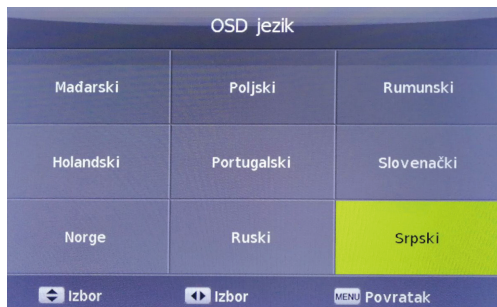 OSD jezik
Mađarski Poljski Rumunski
Holandski Portugalski Slovenački
Norge Ruski Srpski
Izbor Izbor MENU Povratak